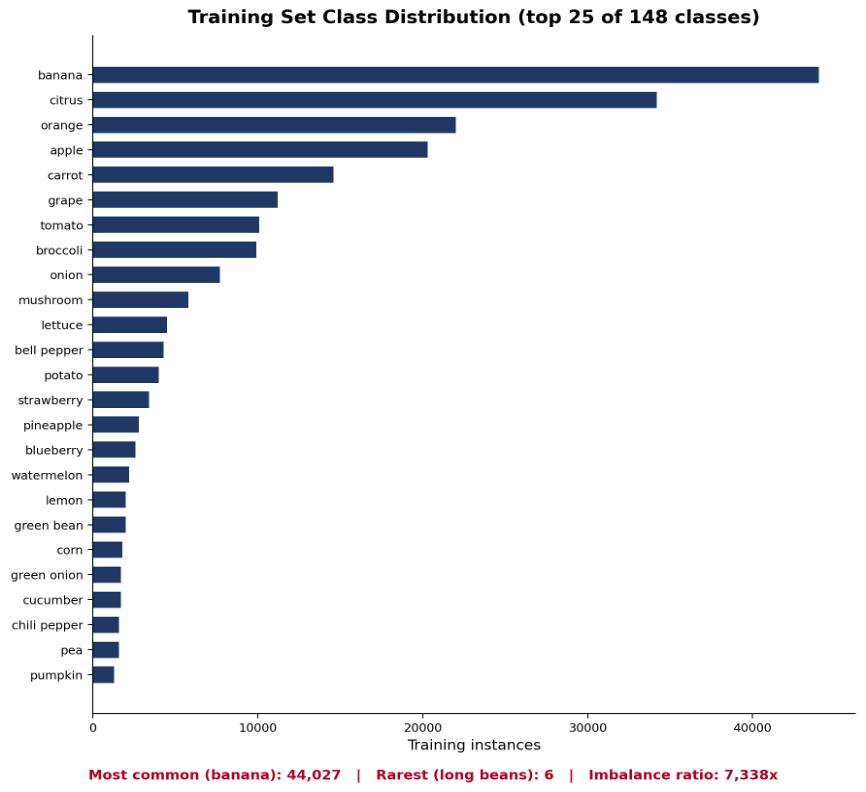 Training Set Class Distribution (top 25 of 148 classes)
banana
citrus
orange
apple
carrot
grape
tomato
broccoli
onion
mushroom
lettuce
bell pepper
potato
strawberry
pineapple
blueberry
watermelon
lemon
green bean
corn
green onion
cucumber
chili pepper
pea
pumpkin
0 10000 20000 30000 40000
Training instances
Most common (banana): 44,027 | Rarest (long beans): 6 | Imbalance ratio: 7,338x